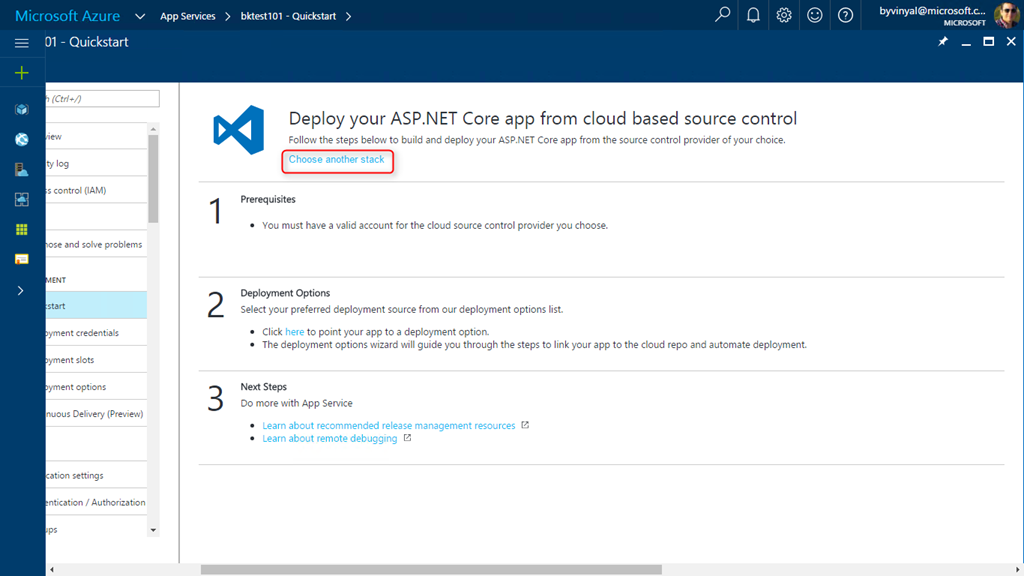 Microsoft Azure App Services bktest101 - Quickstart byvinyal@microsoft.c...
MICROSOFT
01 - Quickstart
h (Ctrl+/)
view
ty log
ss control (IAM)
nose and solve problems
MENT
kstart
oyment credentials
oyment slots
oyment options
nuous Delivery (Preview)
cation settings
entication / Authorization
ups
Deploy your ASP.NET Core app from cloud based source control
Follow the steps below to build and deploy your ASP.NET Core app from the source control provider of your choice.
Choose another stack
1 Prerequisites
• You must have a valid account for the cloud source control provider you choose.
2 Deployment Options
Select your preferred deployment source from our deployment options list.
• Click here to point your app to a deployment option.
• The deployment options wizard will guide you through the steps to link your app to the cloud repo and automate deployment.
3 Next Steps
Do more with App Service
• Learn about recommended release management resources
• Learn about remote debugging